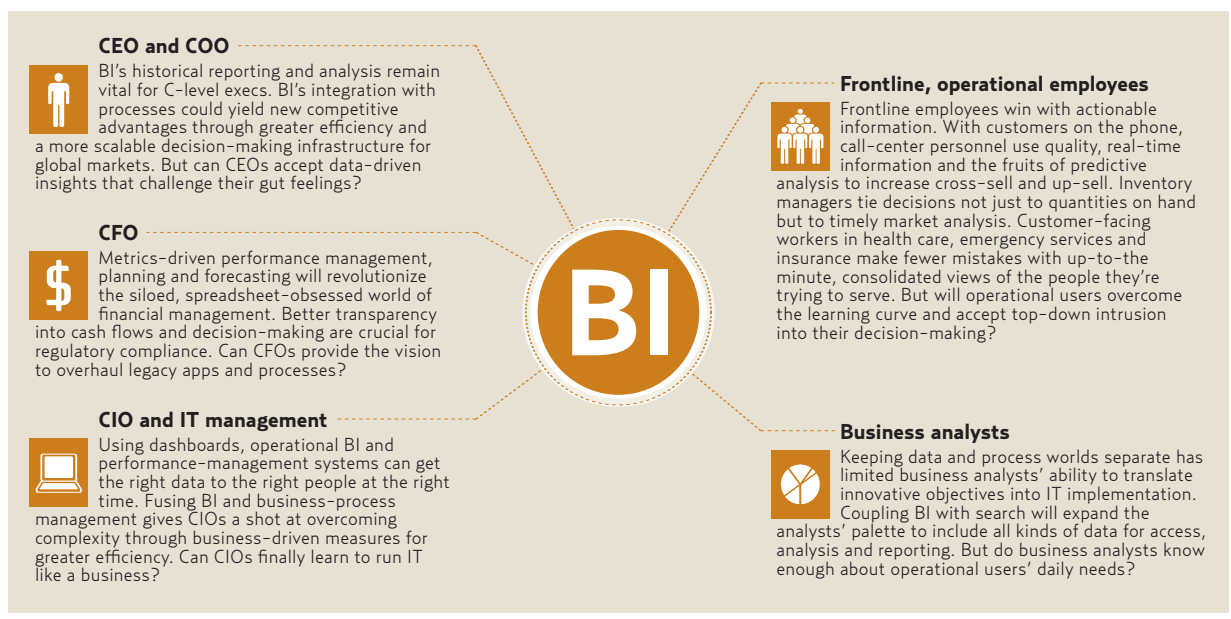 CEO and COO
BI's historical reporting and analysis remain
vital for C-level execs. BI's integration with
processes could yield new competitive
advantages through greater efficiency and
a more scalable decision-making infrastructure for
global markets. But can CEOs accept data-driven
insights that challenge their gut feelings?
CFO
$
Metrics-driven performance management,
planning and forecasting will revolutionize
the siloed, spreadsheet-obsessed world of
financial management. Better transparency
into cash flows and decision-making are crucial for
regulatory compliance. Can CFOs provide the vision
to overhaul legacy apps and processes?
CIO and IT management
Using dashboards, operational BI and
performance-management systems can get
the right data to the right people at the right
time. Fusing BI and business-process
management gives CIOs a shot at overcoming
complexity through business-driven measures for
greater efficiency. Can CIOs finally learn to run IT
like a business?
BI
Frontline, operational employees
Frontline employees win with actionable
information. With customers on the phone,
call-center personnel use quality, real-time
information and the fruits of predictive
analysis to increase cross-sell and up-sell. Inventory
managers tie decisions not just to quantities on hand
but to timely market analysis. Customer-facing
workers in health care, emergency services and
insurance make fewer mistakes with up-to-the
minute, consolidated views of the people they're
trying to serve. But will operational users overcome
the learning curve and accept top-down intrusion
into their decision-making?
Business analysts
Keeping data and process worlds separate has
limited business analysts' ability to translate
innovative objectives into IT implementation.
Coupling BI with search will expand the
analysts' palette to include all kinds of data for access,
analysis and reporting. But do business analysts know
enough about operational users' daily needs?